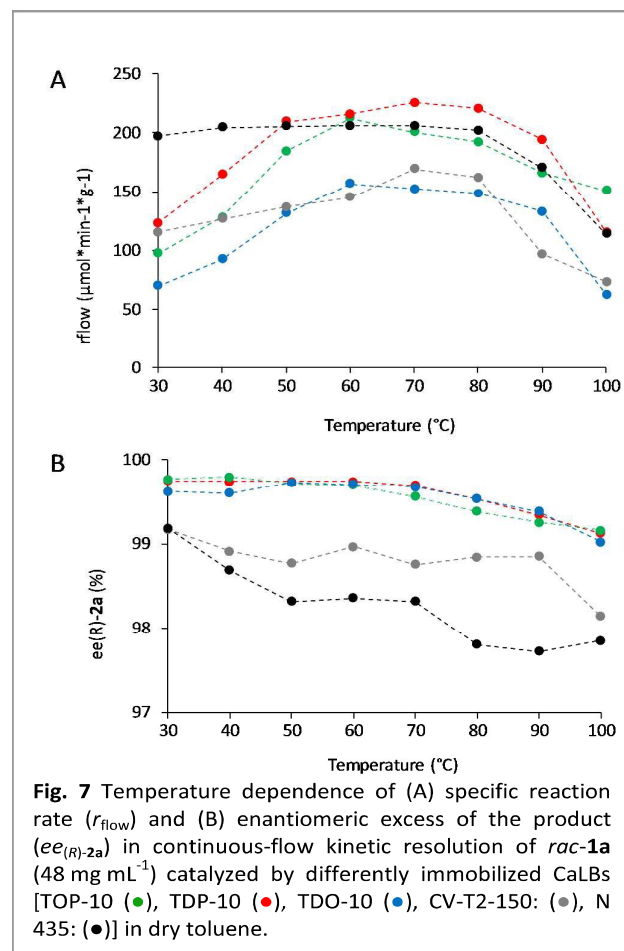 A
250
200
150
100
50
0
rflow (µmol*min-1*g-1)
30 40 50 60 70 80 90 100
Temperature (°C)
B
100
99
98
97
ee(R)-2a (%)
30 40 50 60 70 80 90 100
Temperature (°C)
Fig. 7 Temperature dependence of (A) specific reaction
rate (rflow) and (B) enantiomeric excess of the product
(ee(R)-2a) in continuous-flow kinetic resolution of rac-1a
(48 mg mL-1) catalyzed by differently immobilized CaLBs
[TOP-10 (●), TDP-10 (●), TDO-10 (●), CV-T2-150: (●), N
435: (●)] in dry toluene.